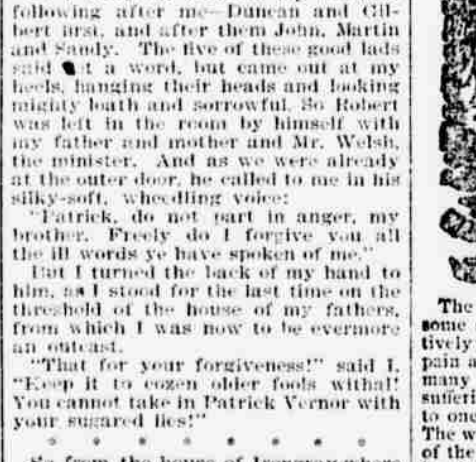 following after me—Duncan and Gil-
bert first, and after them John, Martin
and Sandy. The five of these good lads
said not a word, but came out at my
heels, hanging their heads and looking
mighty loath and sorrowful. So Robert
was left in the room by himself with
my father and mother and Mr. Welsh,
the minister. And as we were already
at the outer door, he called to me in his
silky-soft, wheedling voice:
"Patrick, do not part in anger, my
brother. Freely do I forgive you all
the ill words ye have spoken of me."
But I turned the back of my hand to
him, as I stood for the last time on the
threshold of the house of my fathers,
from which I was now to be evermore
an outcast.
"That for your forgiveness!" said I.
"Keep it to cozen older fools withal!
You cannot take in Patrick Vernor with
your sugared lies!"
* * * * * * * *
So from the house of
The
some
tively
pain a
many
sufferi
to one
The w
of the